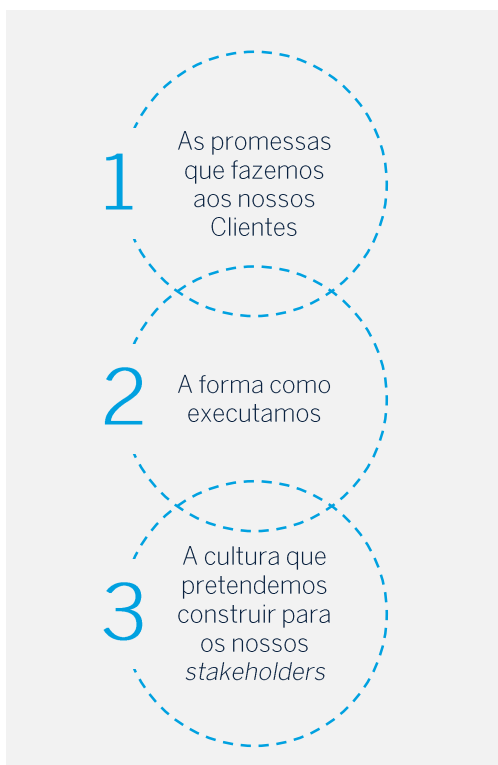 1
As promessas
que fazemos
aos nossos
Clientes
2
A forma como
executamos
3
A cultura que
pretendemos
construir para
os nossos
stakeholders